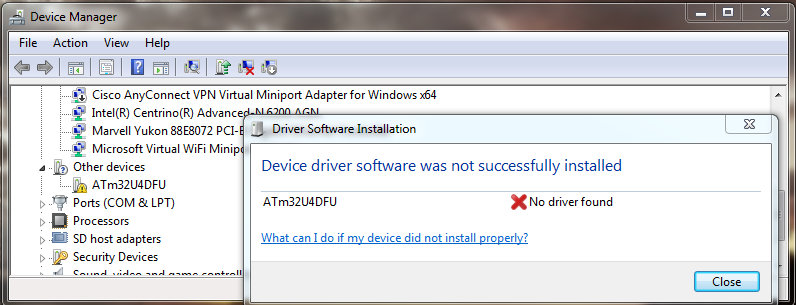 Device Manager
File Action View Help
Cisco AnyConnect VPN Virtual Miniport Adapter for Windows x64
Intel(R) Centrino(R) Advanced-N 6200 AGN
Marvell Yukon 88E8072 PCI-E
Microsoft Virtual WiFi Minipo
Other devices
ATm32U4DFU
Ports (COM & LPT)
Processors
SD host adapters
Security Devices
Sound, video and game controll
Driver Software Installation
Device driver software was not successfully installed
ATm32U4DFU No driver found
What can I do if my device did not install properly?
Close